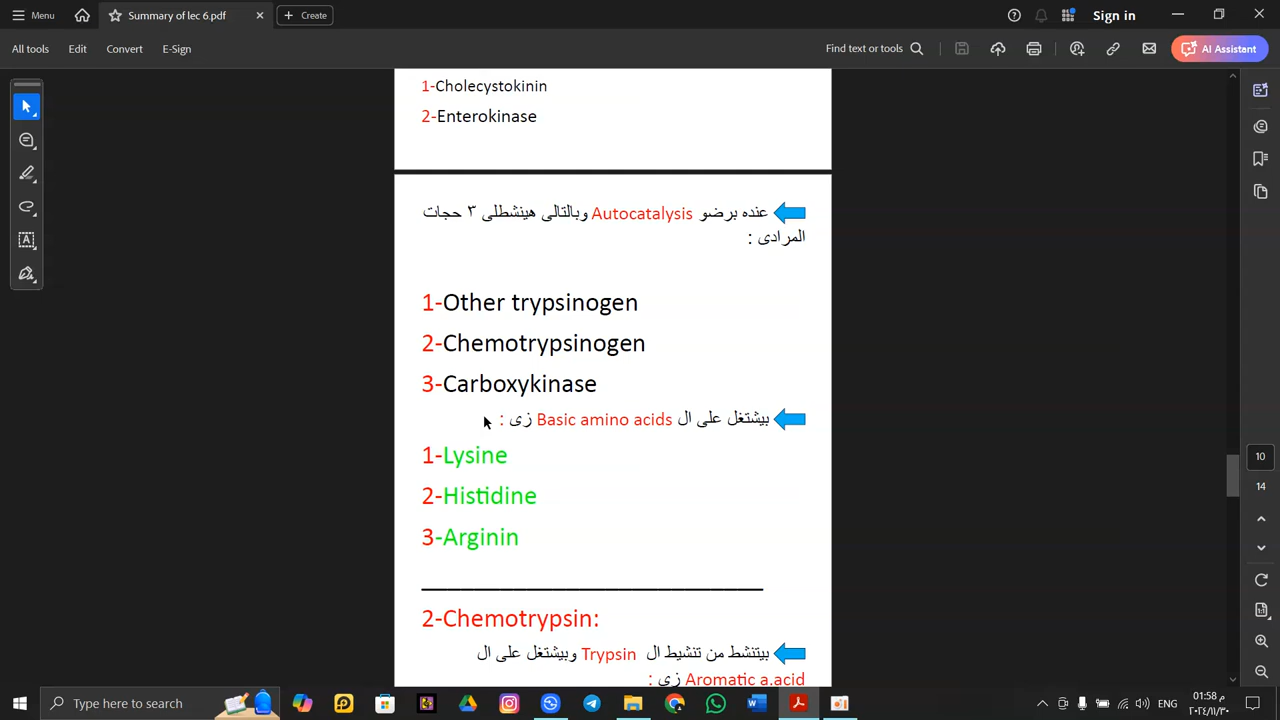 Menu
Summary of lec 6.pdf
Create
Sign in
All tools
Edit
Convert
E-Sign
Find text or tools
AI Assistant
1-Cholecystokinin
2-Enterokinase
عنده برضو Autocatalysis وبالتالى هينشطلى ٣ حجات
المرادى :
1-Other trypsinogen
2-Chemotrypsinogen
3-Carboxykinase
بيشتغل على ال Basic amino acids زى :
1-Lysine
2-Histidine
3-Arginin
2-Chemotrypsin:
بيتنشط من تنشيط ال Trypsin وبيشتغل على ال
Aromatic a.acid زى :
10
14
Type here to search
ENG
01:58 م